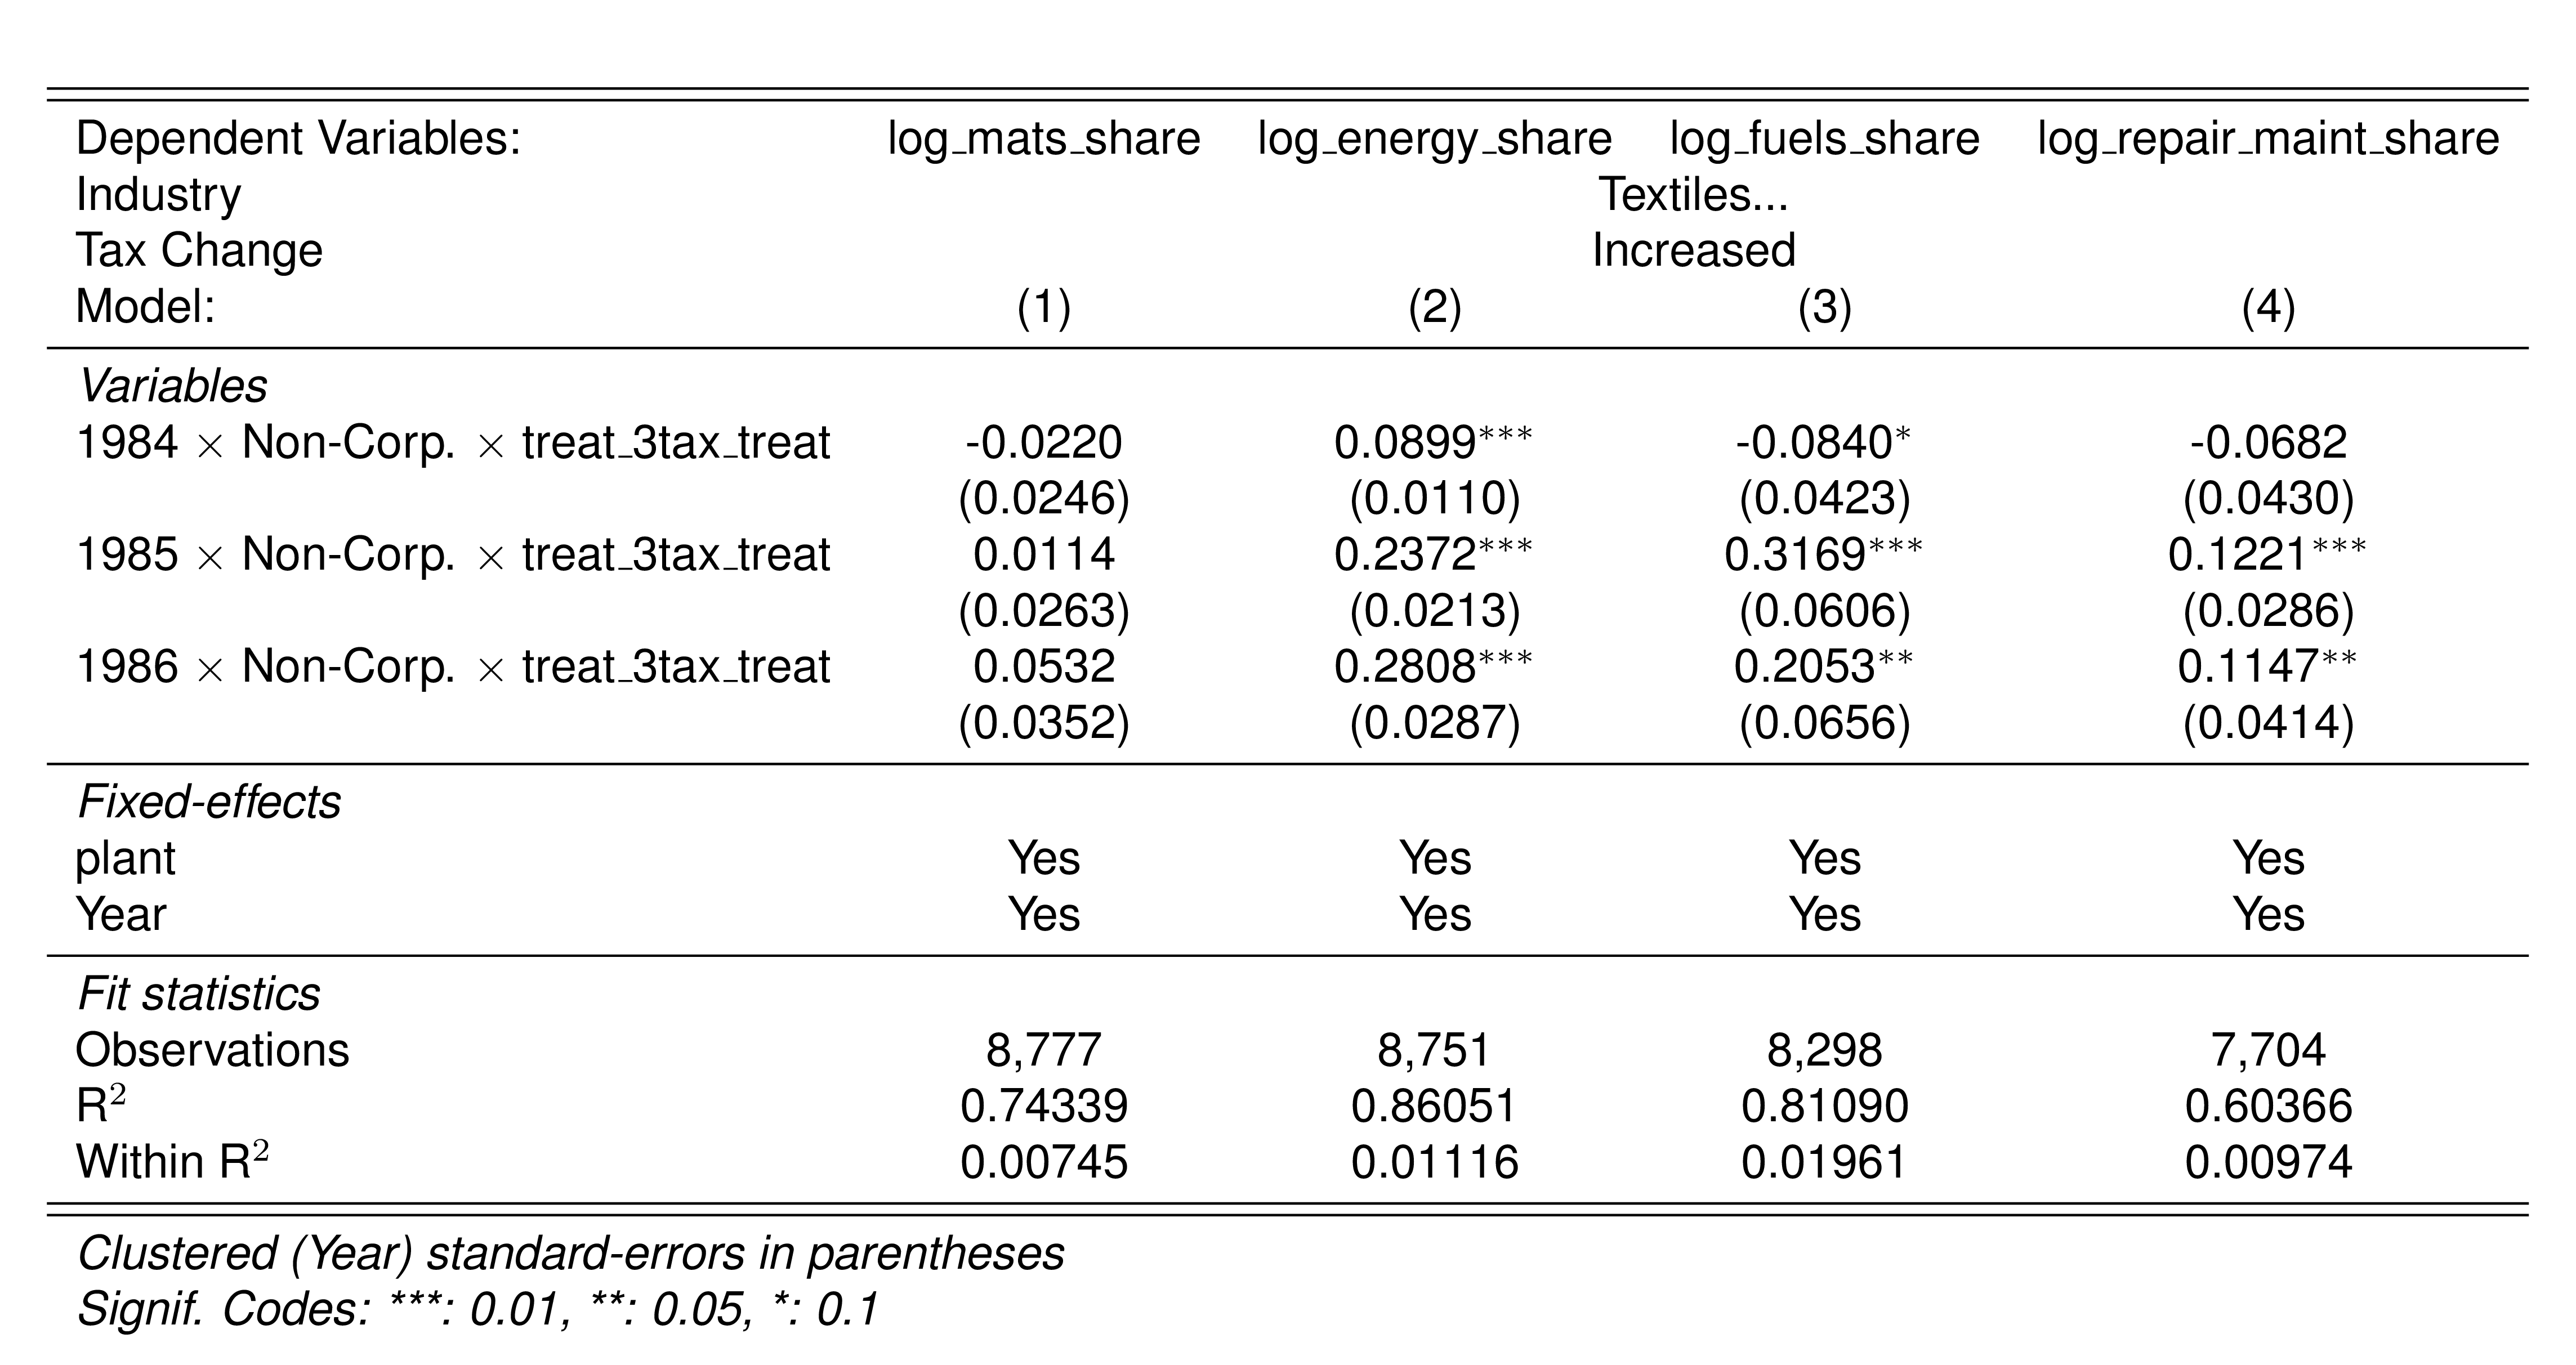 Dependent Variables: log_mats_share log_energy_share log_fuels_share log_repair_maint_share
Industry Textiles...
Tax Change Increased
Model: (1) (2) (3) (4)
Variables
1984 × Non-Corp. × treat_3tax_treat -0.0220 0.0899*** -0.0840* -0.0682
(0.0246) (0.0110) (0.0423) (0.0430)
1985 × Non-Corp. × treat_3tax_treat 0.0114 0.2372*** 0.3169*** 0.1221***
(0.0263) (0.0213) (0.0606) (0.0286)
1986 × Non-Corp. × treat_3tax_treat 0.0532 0.2808*** 0.2053** 0.1147**
(0.0352) (0.0287) (0.0656) (0.0414)
Fixed-effects
plant Yes Yes Yes Yes
Year Yes Yes Yes Yes
Fit statistics
Observations 8,777 8,751 8,298 7,704
R² 0.74339 0.86051 0.81090 0.60366
Within R² 0.00745 0.01116 0.01961 0.00974
Clustered (Year) standard-errors in parentheses
Signif. Codes: ***: 0.01, **: 0.05, *: 0.1